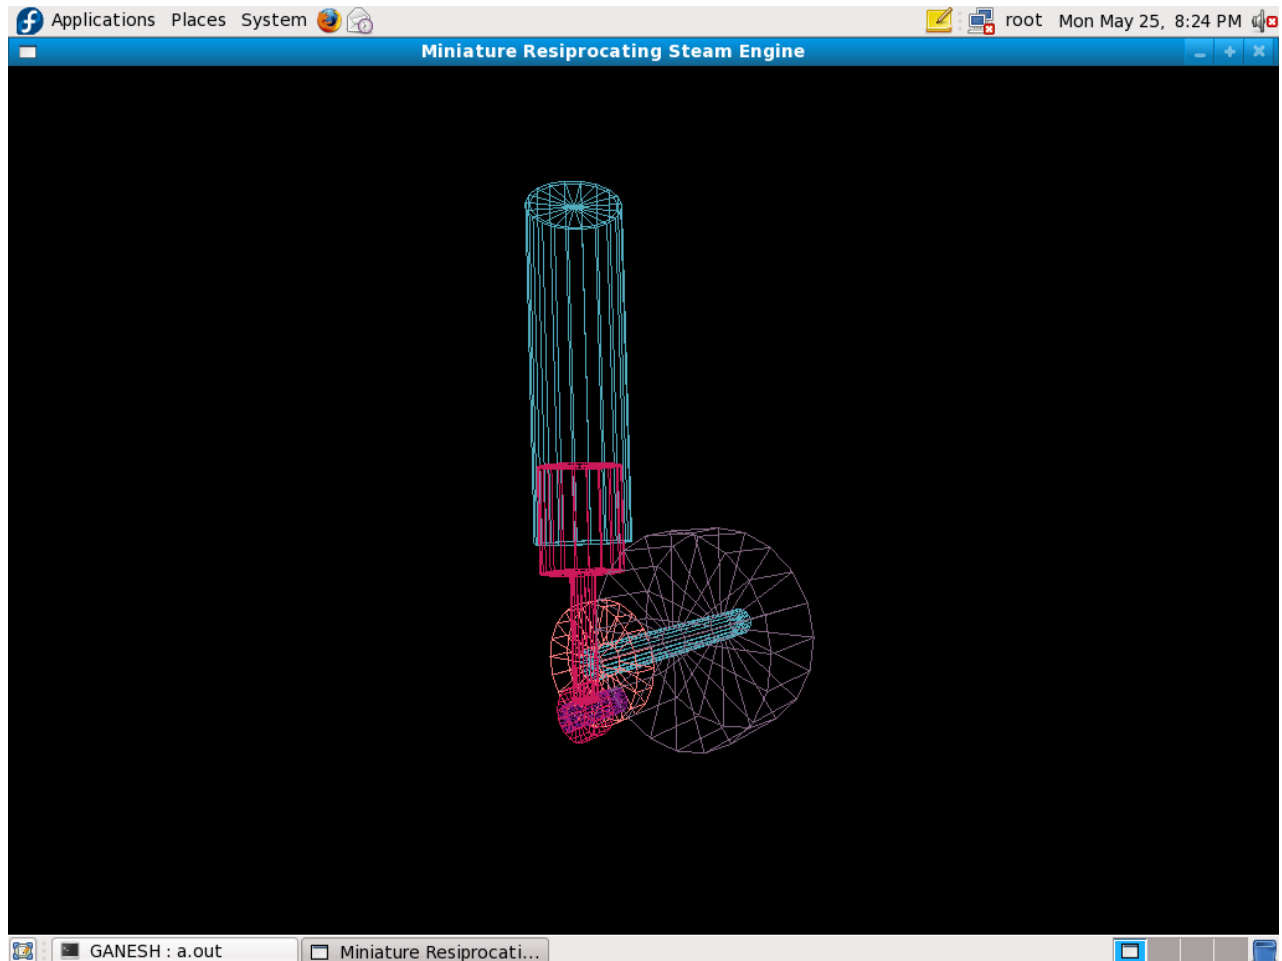 Applications Places System root Mon May 25, 8:24 PM
Miniature Resiprocating Steam Engine
GANESH : a.out Miniature Resiprocati...